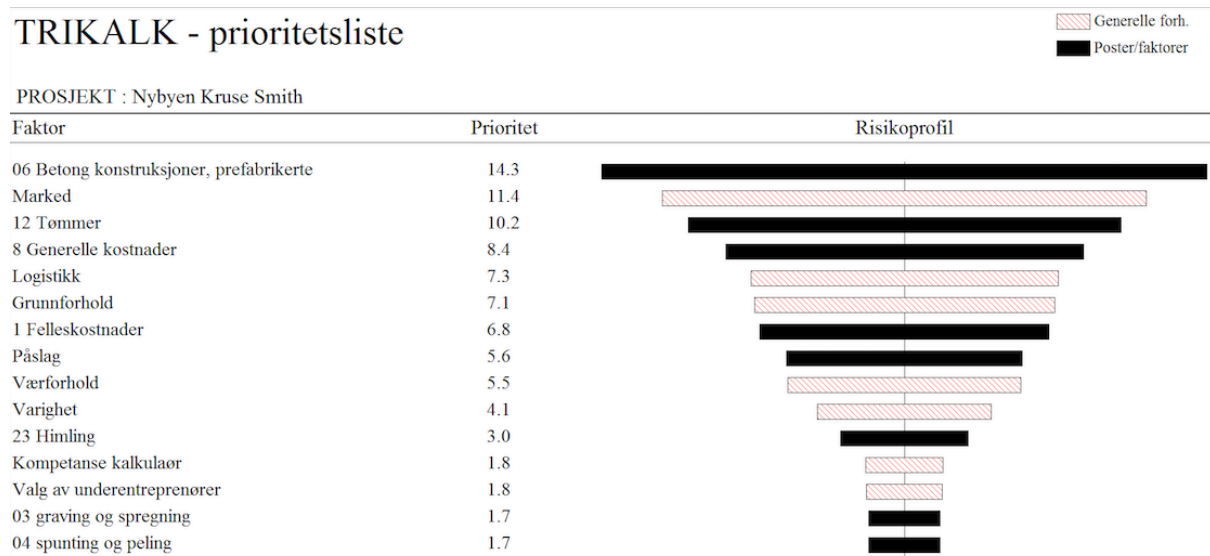 TRIKALK - prioritetsliste
Generelle forh.
Poster/faktorer
PROSJEKT : Nybyen Kruse Smith
Faktor Prioritet Risikoprofil
06 Betong konstruksjoner, prefabrikerte 14.3
Marked 11.4
12 Tømmer 10.2
8 Generelle kostnader 8.4
Logistikk 7.3
Grunnforhold 7.1
1 Felleskostnader 6.8
Påslag 5.6
Værforhold 5.5
Varighet 4.1
23 Himling 3.0
Kompetanse kalkulaør 1.8
Valg av underentreprenører 1.8
03 graving og spregning 1.7
04 spunting og peling 1.7